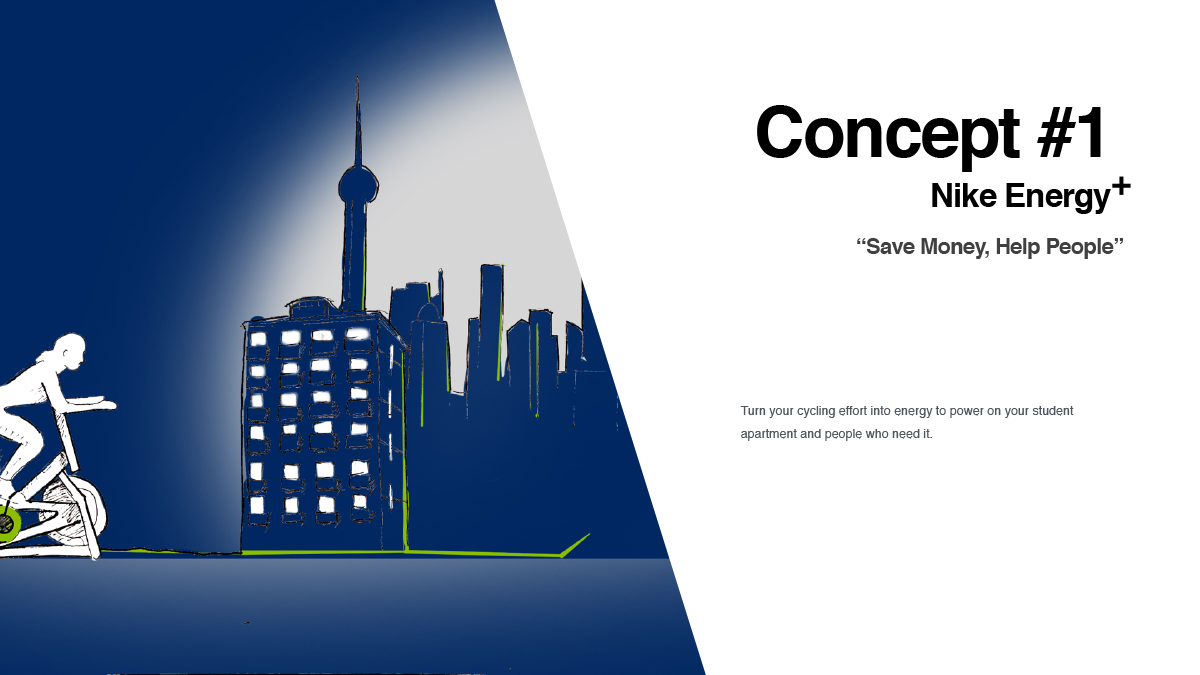 Concept #1
Nike Energy+
“Save Money, Help People”
Turn your cycling effort into energy to power on your student
apartment and people who need it.